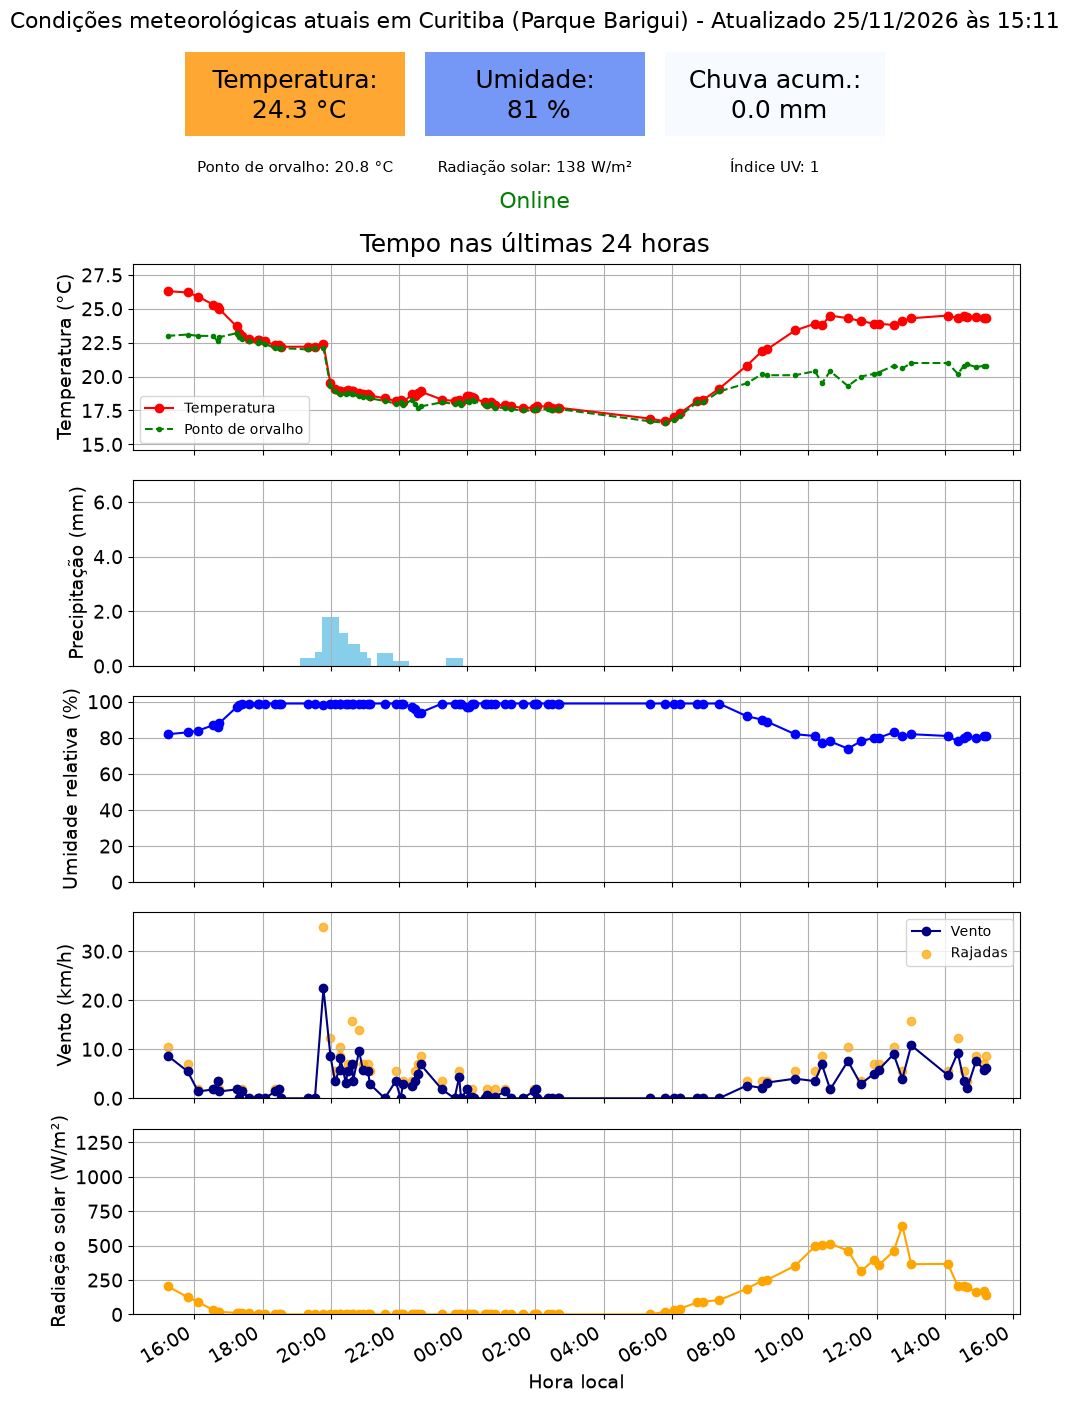 Condições meteorológicas atuais em Curitiba (Parque Barigui) - Atualizado 25/11/2026 às 15:11
Temperatura:
24.3 °C
Umidade:
81 %
Chuva acum.:
0.0 mm
Ponto de orvalho: 20.8 °C
Radiação solar: 138 W/m²
Índice UV: 1
Online
Tempo nas últimas 24 horas
Temperatura (°C)
27.5
25.0
22.5
20.0
17.5
15.0
Temperatura
Ponto de orvalho
Precipitação (mm)
6.0
4.0
2.0
0.0
Umidade relativa (%)
100
80
60
40
20
0
Vento (km/h)
30.0
20.0
10.0
0.0
Vento
Rajadas
Radiação solar (W/m²)
1250
1000
750
500
250
0
16:00
18:00
20:00
22:00
00:00
02:00
04:00
06:00
08:00
10:00
12:00
14:00
16:00
Hora local